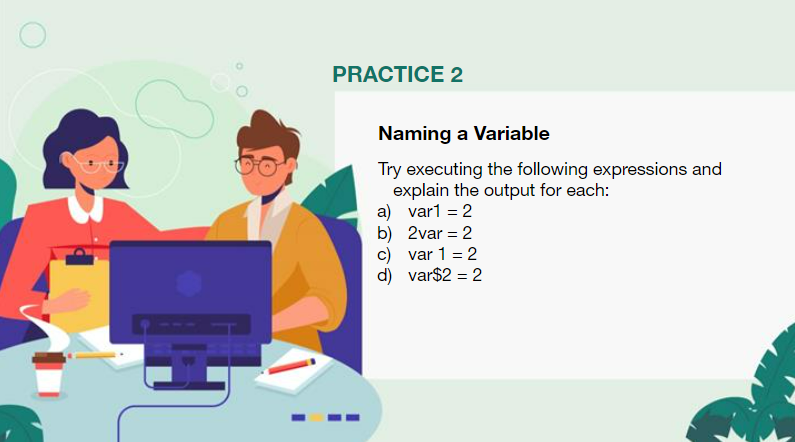 PRACTICE 2
Naming a Variable
Try executing the following expressions and
explain the output for each:
a) var1 = 2
b) 2var = 2
c) var 1 = 2
d) var$2 = 2